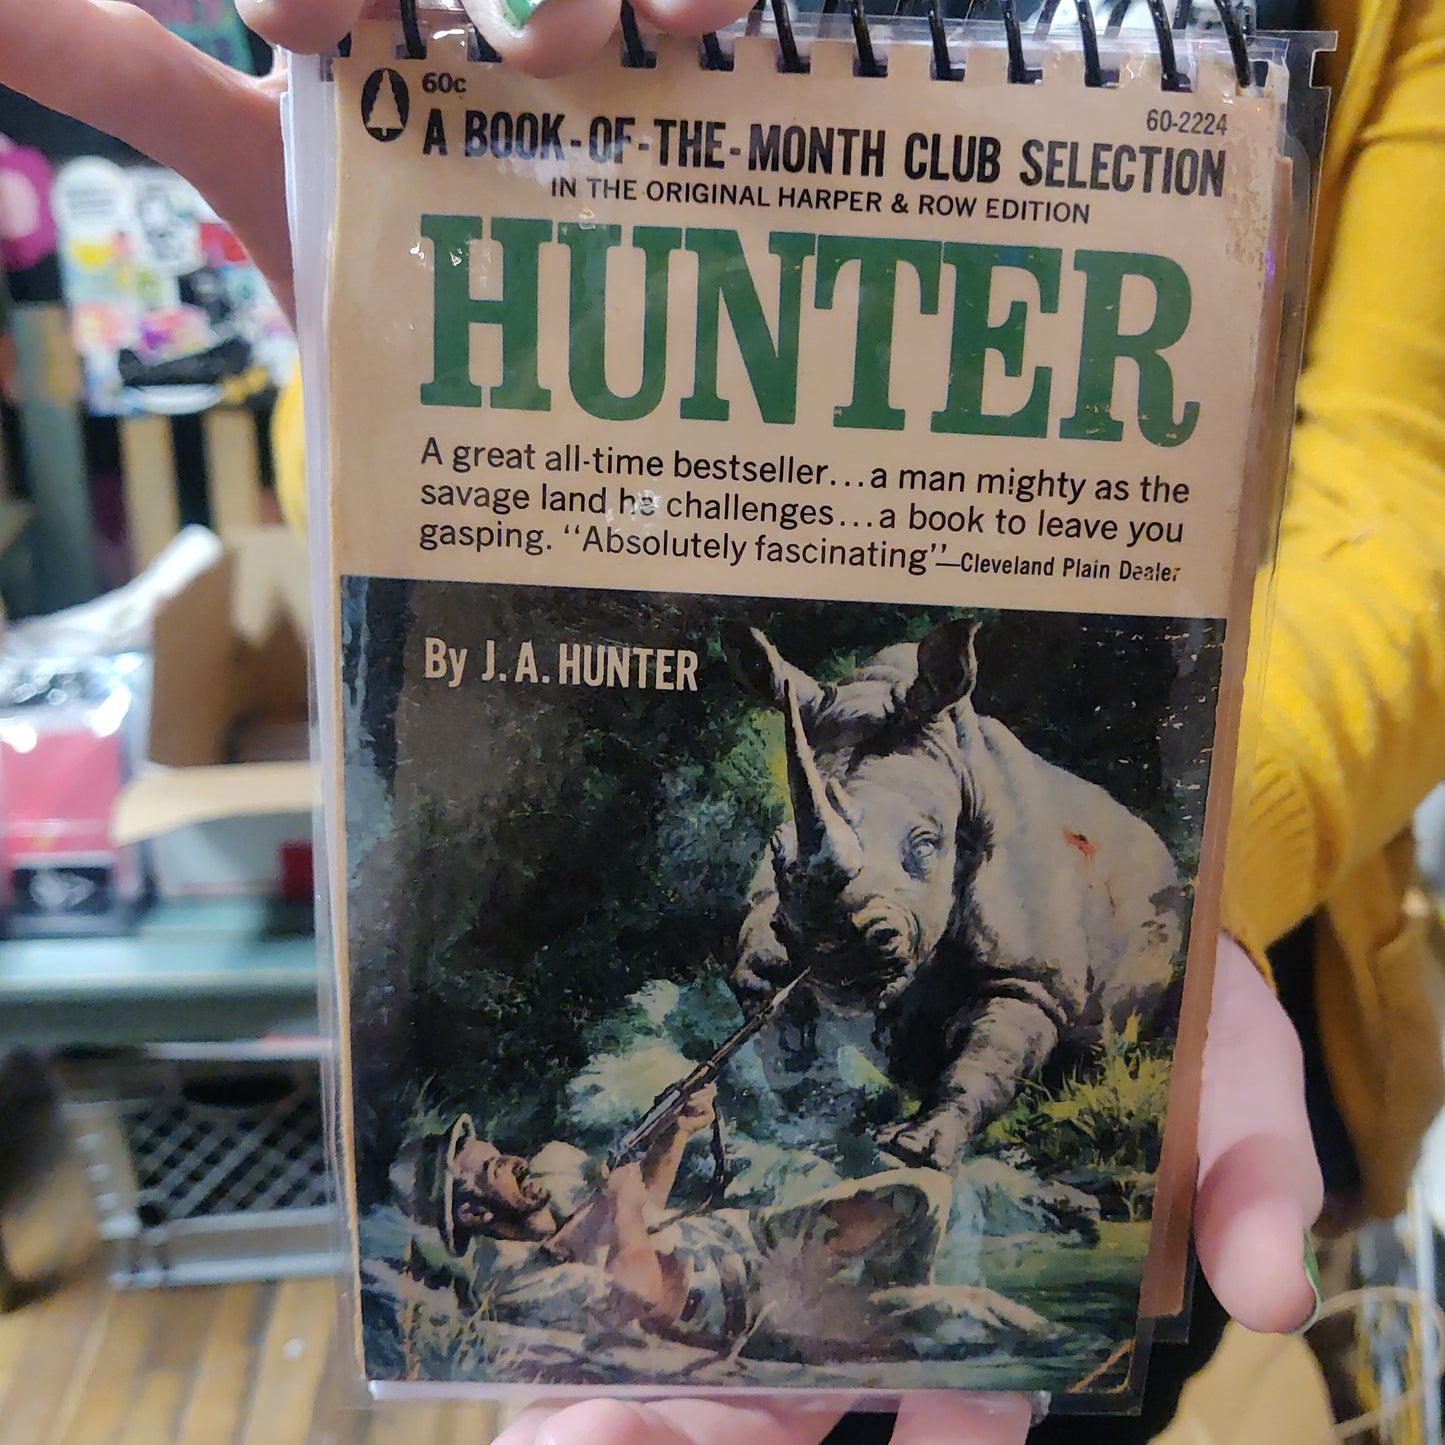 60c
60-2224
A BOOK-OF-THE-MONTH CLUB SELECTION
IN THE ORIGINAL HARPER & ROW EDITION
HUNTER
A great all-time bestseller...a man mighty as the
savage land he challenges...a book to leave you
gasping. “Absolutely fascinating”—Cleveland Plain Dealer
By J. A. HUNTER